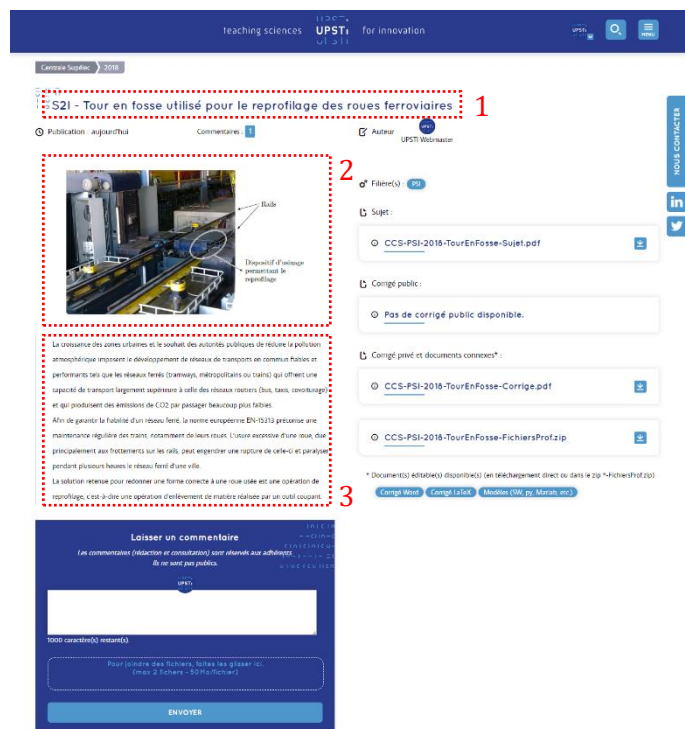 teaching sciences UPSTi for innovation
UPSTI
MENU
Centrale Supélec 2018
S2I - Tour en fosse utilisé pour le reprofilage des roues ferroviaires
1
Publication : aujourd'hui
Commentaires : 1
Auteur
UPSTI
UPSTI Webmaster
NOUS CONTACTER
in
2
Rails
Dispositif d'usinage
permettant le
reprofilage
Filière(s) : PSI
Sujet :
CCS-PSI-2018-TourEnFosse-Sujet.pdf
Corrigé public :
Pas de corrigé public disponible.
Corrigé privé et documents connexes* :
CCS-PSI-2018-TourEnFosse-Corrige.pdf
CCS-PSI-2018-TourEnFosse-FichiersProf.zip
* Document(s) éditable(s) disponible(s) (en téléchargement direct ou dans le zip *-FichiersProf.zip)
Corrigé Word Corrigé LaTeX Modèles (SW, py, Matlab, etc.)
La croissance des zones urbaines et le souhait des autorités publiques de réduire la pollution
atmosphérique imposent le développement de réseaux de transports en commun fiables et
performants tels que les réseaux ferrés (tramways, métropolitains ou trains) qui offrent une
capacité de transport largement supérieure à celle des réseaux routiers (bus, taxis, covoiturage)
et qui produisent des émissions de CO2 par passager beaucoup plus faibles.
Afin de garantir la fiabilité d'un réseau ferré, la norme européenne EN-15313 préconise une
maintenance régulière des trains, notamment de leurs roues. L'usure excessive d'une roue, due
principalement aux frottements sur les rails, peut engendrer une rupture de celle-ci et paralyser
pendant plusieurs heures le réseau ferré d'une ville.
La solution retenue pour redonner une forme correcte à une roue usée est une opération de
reprofilage, c'est-à-dire une opération d'enlèvement de matière réalisée par un outil coupant.
3
Laisser un commentaire
Les commentaires (rédaction et consultation) sont réservés aux adhérents.
Ils ne sont pas publics.
UPSTI
1000 caractère(s) restant(s).
Pour joindre des fichiers, faites les glisser ici.
(max 2 fichers - 50Mo/fichier)
ENVOYER